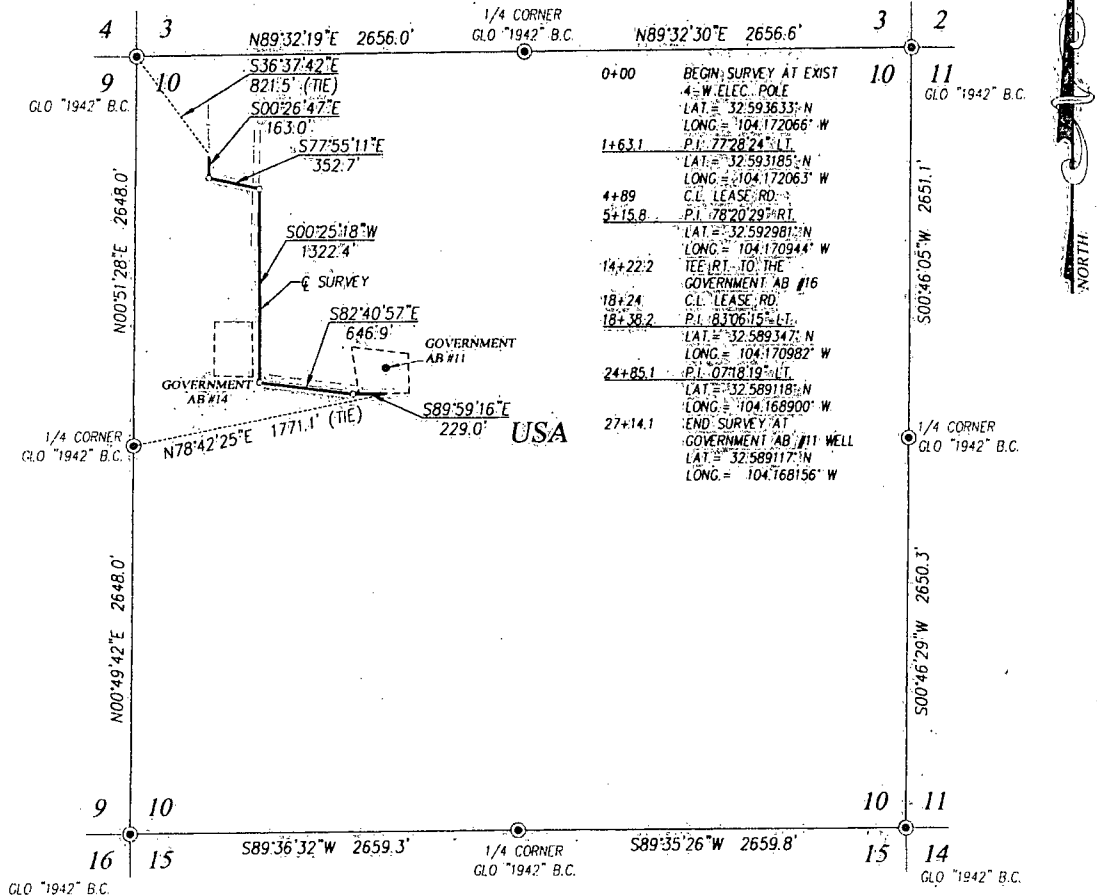 1/4 CORNER
GLO "1942" B.C.
4 3
3 2
N89°32'19"E 2656.0'
N89°32'30"E 2656.6'
9 10
10 11
GLO "1942" B.C.
GLO "1942" B.C.
S36°37'42"E
821.5' (TIE)
S00°26'47"E
163.0'
S77°55'11"E
352.7'
N00°51'28"E 2648.0'
S00°25'18"W
1322.4'
℄ SURVEY
S82°40'57"E
646.9'
GOVERNMENT
AB #11
GOVERNMENT
AB #14
S89°59'16"E
229.0'
1/4 CORNER
GLO "1942" B.C.
N78°42'25"E 1771.1' (TIE)
USA
0+00 BEGIN SURVEY AT EXIST
4-W ELEC. POLE
LAT.= 32.593633° N
LONG.= 104.172066° W
1+63.1 P.I. 77°28'24" LT.
LAT.= 32.593185° N
LONG.= 104.172063° W
4+89 C.L. LEASE RD.
5+15.8 P.I. 78°20'29" RT.
LAT.= 32.592981° N
LONG.= 104.170944° W
14+22.2 TEE RT. TO THE
GOVERNMENT AB #16
18+24 C.L. LEASE RD.
18+38.2 P.I. 83°06'15" LT.
LAT.= 32.589347° N
LONG.= 104.170982° W
24+85.1 P.I. 07°18'19" LT.
LAT.= 32.589118° N
LONG.= 104.168900° W
27+14.1 END SURVEY AT
GOVERNMENT AB #11 WELL
LAT.= 32.589117° N
LONG.= 104.168156° W
S00°46'05"W 2651.1'
NORTH
1/4 CORNER
GLO "1942" B.C.
N00°49'42"E 2648.0'
S00°46'29"W 2650.3'
9 10
10 11
S89°36'32"W 2659.3'
S89°35'26"W 2659.8'
16 15
15 14
1/4 CORNER
GLO "1942" B.C.
GLO "1942" B.C.
GLO "1942" B.C.